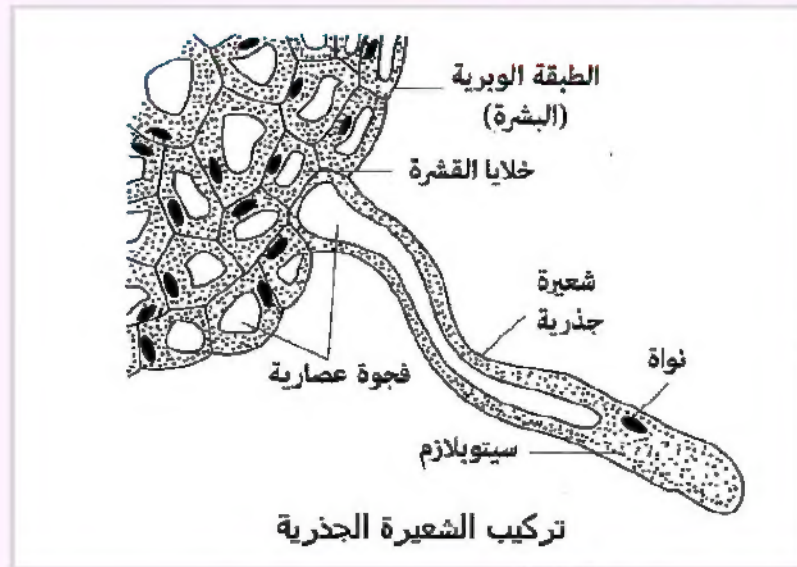 الطبقة الوبرية
(البشرة)
خلايا القشرة
شعيرة
جذرية
نواة
فجوة عصارية
سيتوبلازم
تركيب الشعيرة الجذرية